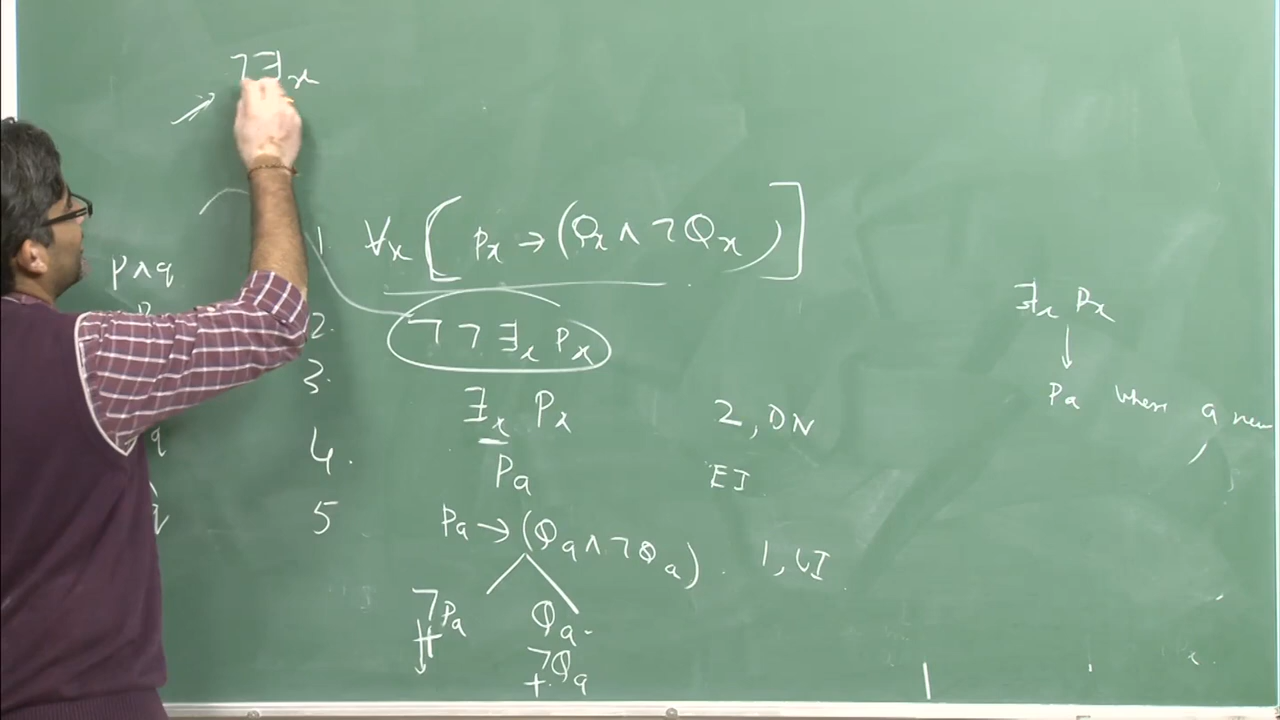 ¬∃x
1. ∀x [ Px → (Qx ∧ ¬Qx) ]
p ∧ q
2. ¬¬∃x Px
3. ∃x Px 2, DN
4. Pa EI
5 Pa → (Qa ∧ ¬Qa). 1, UI
¬Pa Qa.
¬Qa
+
∃x Px
Pa where a new